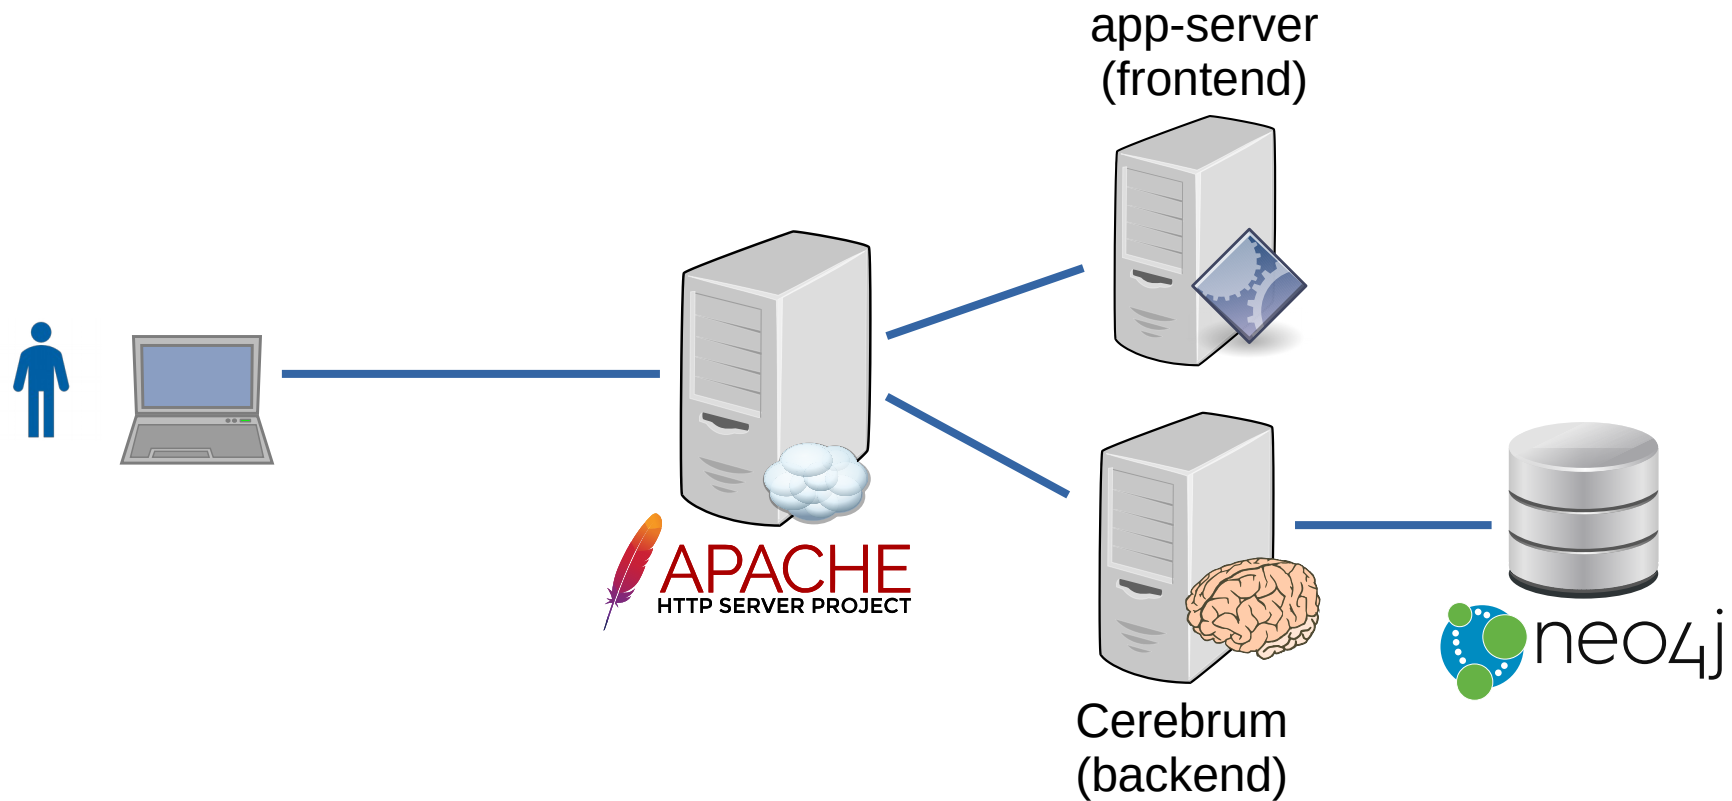 app-server
(frontend)
APACHE
HTTP SERVER PROJECT
neo4j
Cerebrum
(backend)